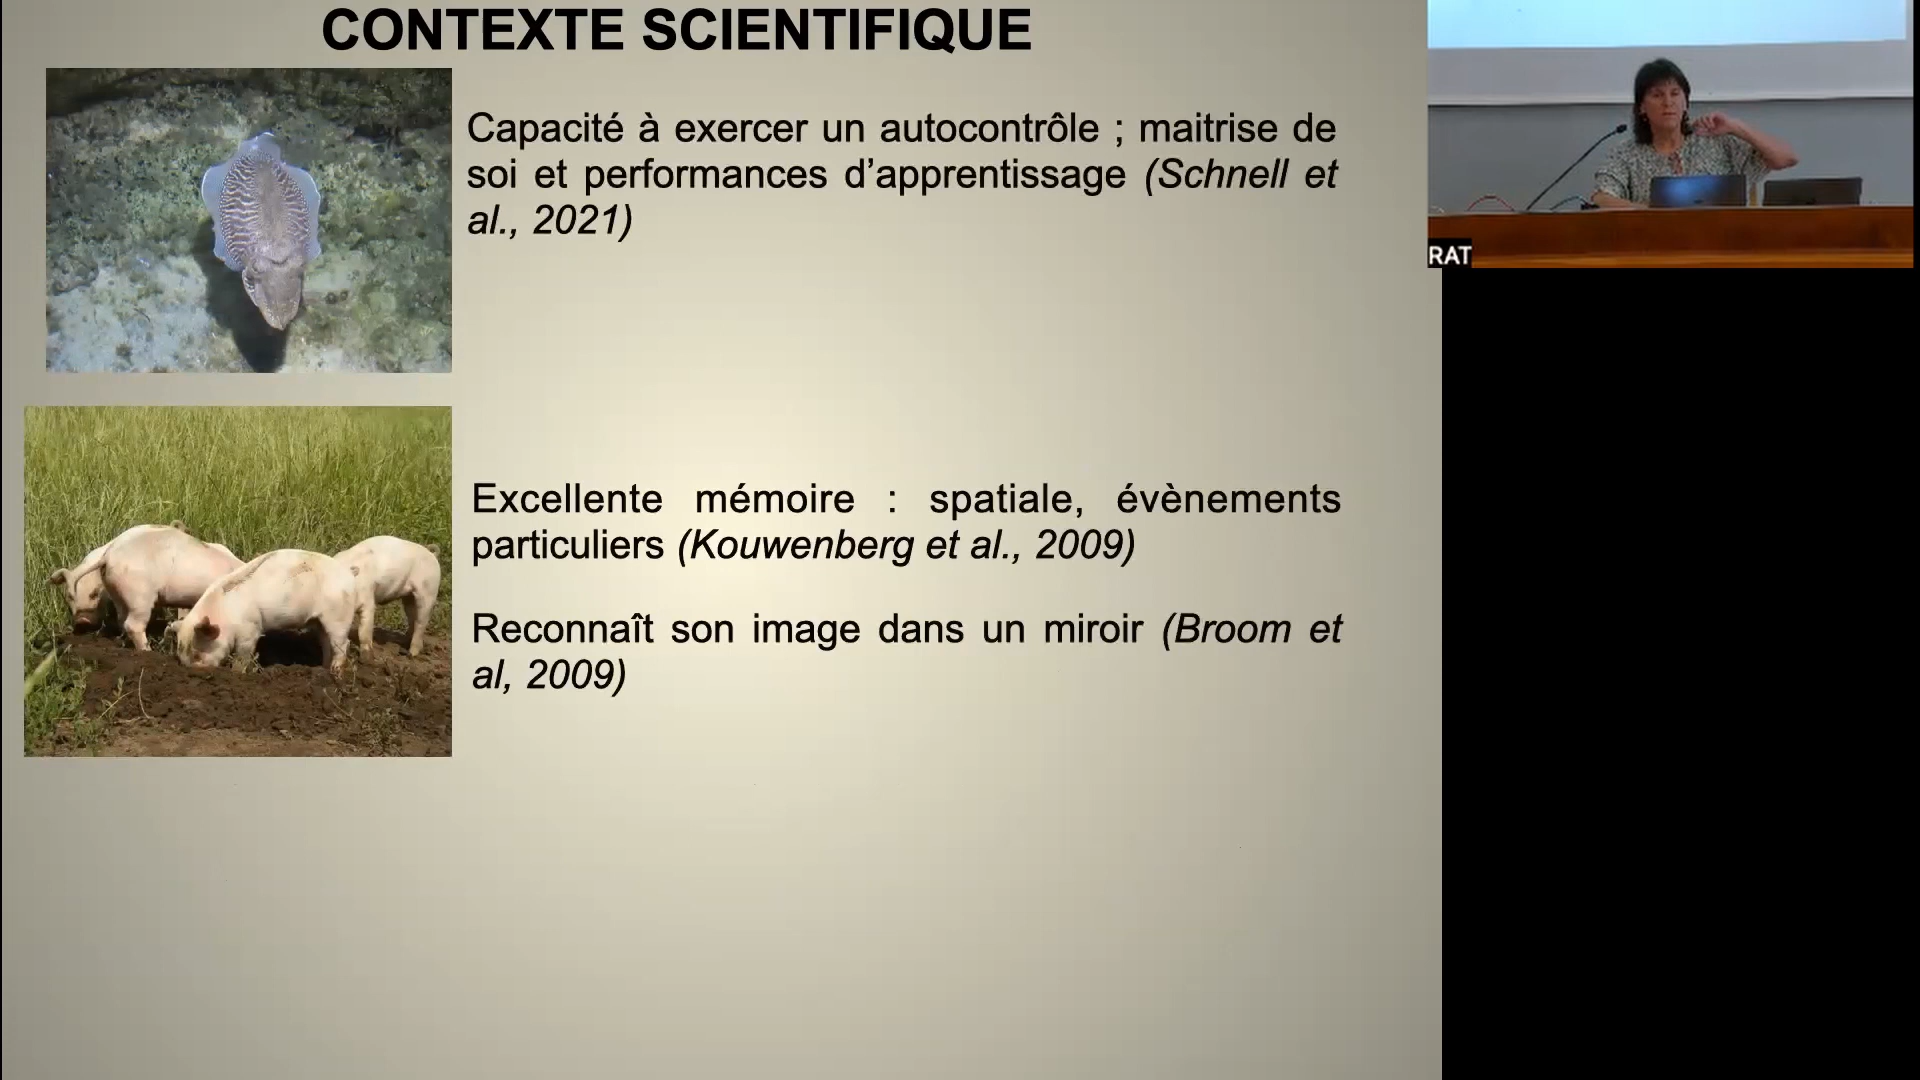 CONTEXTE SCIENTIFIQUE
Capacité à exercer un autocontrôle ; maitrise de
soi et performances d’apprentissage (Schnell et
al., 2021)
RAT
Excellente mémoire : spatiale, évènements
particuliers (Kouwenberg et al., 2009)
Reconnaît son image dans un miroir (Broom et
al, 2009)